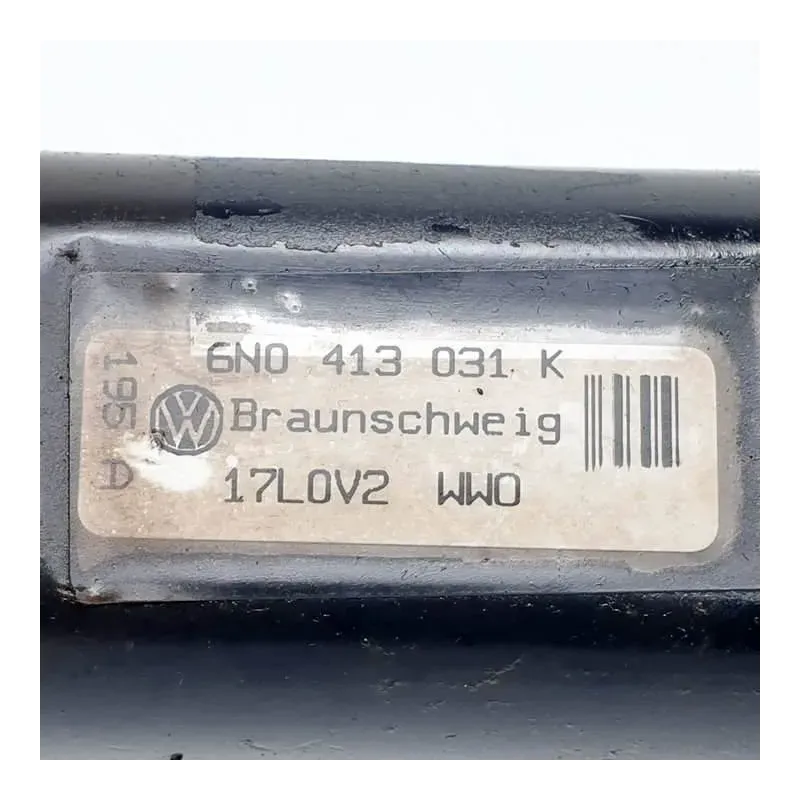 6N0 413 031 K
195 A
Braunschweig
17L0V2 WW0